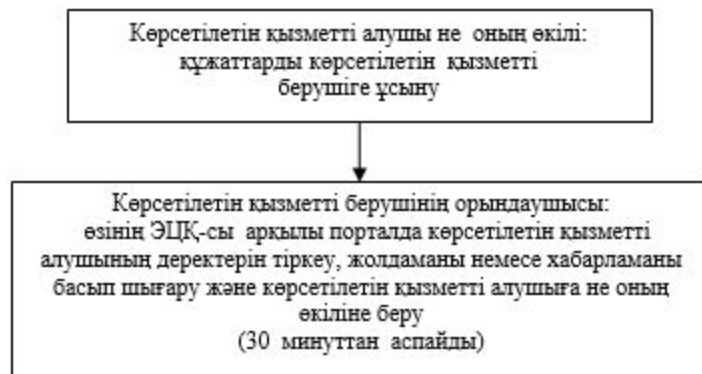 Көрсетілетін қызметті алушы не оның өкілі:
құжаттарды көрсетілетін қызметті
берушіге ұсыну
Көрсетілетін қызметті берушінің орындаушысы:
өзінің ЭЦҚ-сы арқылы порталда көрсетілетін қызметті
алушының деректерін тіркеу, жолдаманы немесе хабарламаны
басып шығару және көрсетілетін қызметті алушыға не оның
өкіліне беру
(30 минуттан аспайды)